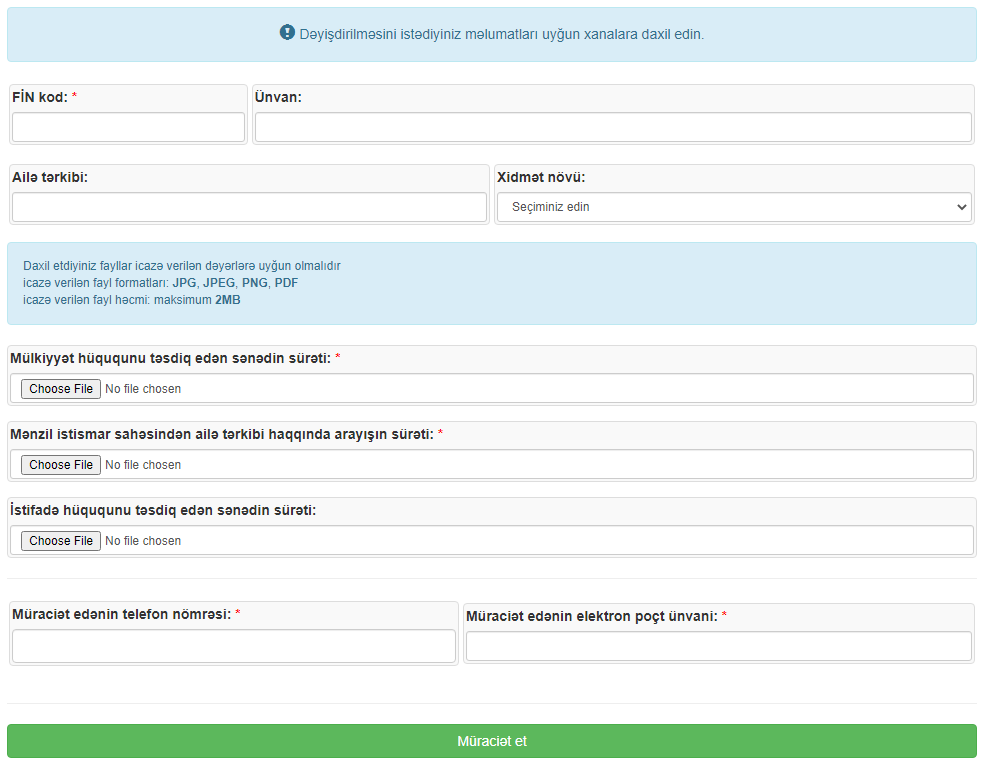 Dəyişdirilməsini istədiyiniz məlumatları uyğun xanalara daxil edin.
FİN kod: *
Ünvan:
Ailə tərkibi:
Xidmət növü:
Seçiminiz edin
Daxil etdiyiniz fayllar icazə verilən dəyərlərə uyğun olmalıdır
icazə verilən fayl formatları: JPG, JPEG, PNG, PDF
icazə verilən fayl həcmi: maksimum 2MB
Mülkiyyət hüququnu təsdiq edən sənədin sürəti: *
Choose File No file chosen
Mənzil istismar sahəsindən ailə tərkibi haqqında arayışın sürəti: *
Choose File No file chosen
İstifadə hüququnu təsdiq edən sənədin sürəti:
Choose File No file chosen
Müraciət edənin telefon nömrəsi: *
Müraciət edənin elektron poçt ünvani: *
Müraciət et